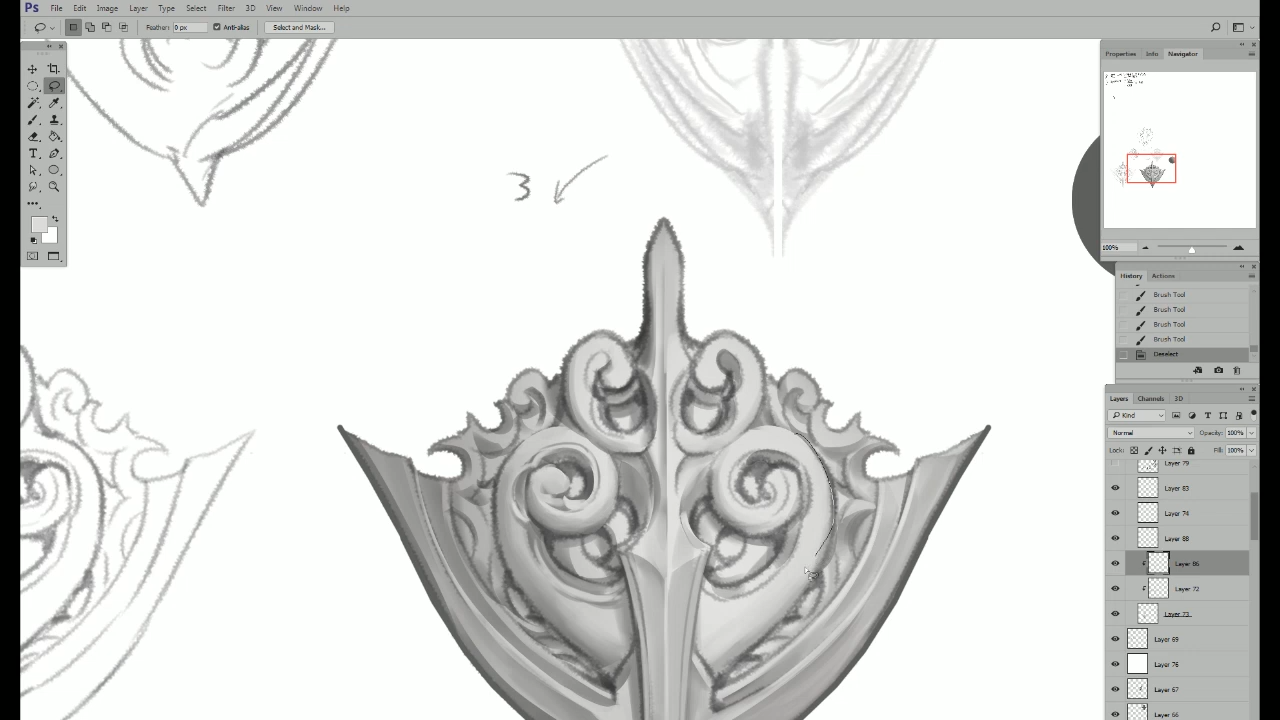 Ps File Edit Image Layer Type Select Filter 3D View Window Help
Feather: 0 px Anti-alias Select and Mask...
Properties Info Navigator
100%
3
History Actions
Brush Tool
Brush Tool
Brush Tool
Brush Tool
Deselect
Layers Channels 3D
Kind
Normal Opacity: 100%
Lock: Fill: 100%
Layer 79
Layer 83
Layer 74
Layer 88
Layer 86
Layer 72
Layer 73
Layer 69
Layer 76
Layer 67
Layer 66